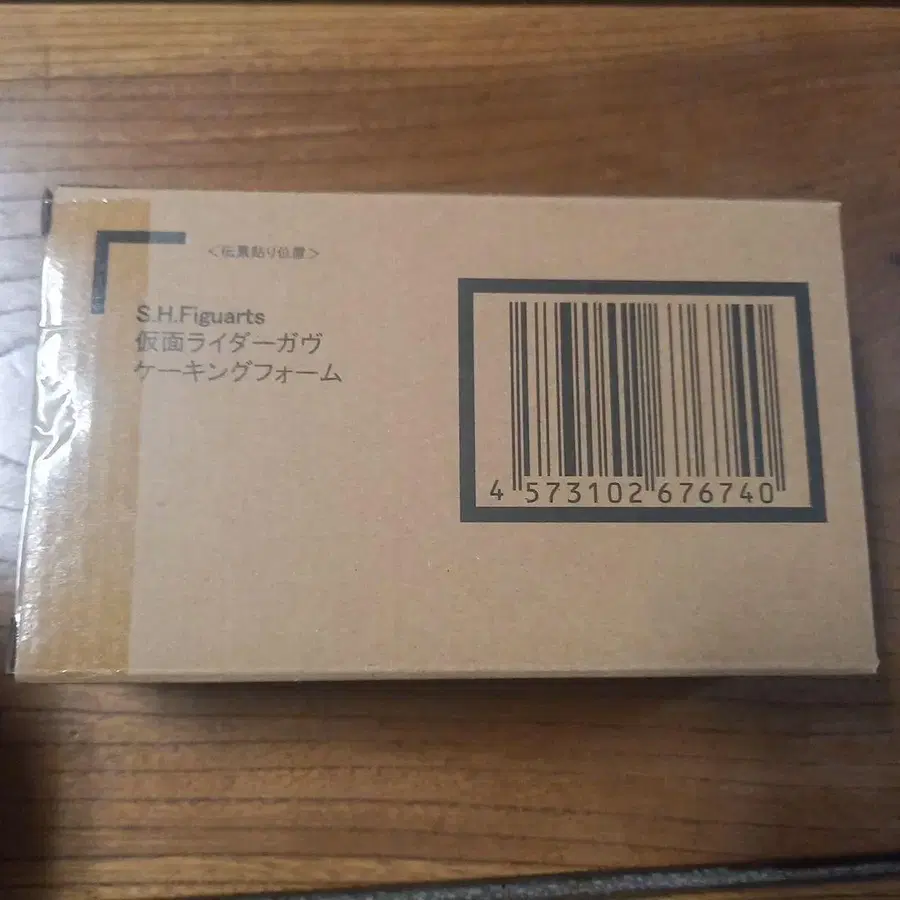 <伝票貼り位置>
S.H.Figuarts
仮面ライダーガヴ
ケーキングフォーム
4 573102 676740